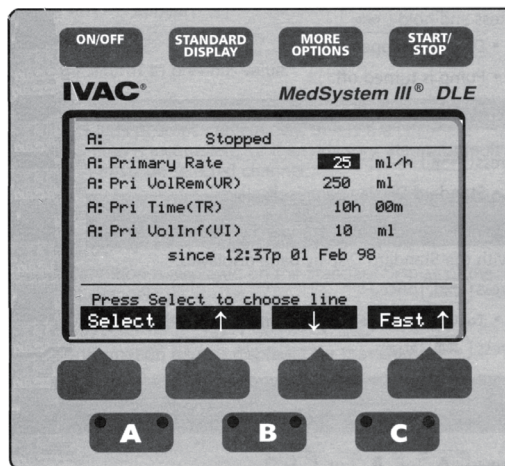 ON/OFF
STANDARD DISPLAY
MORE OPTIONS
START/ STOP
IVAC®
MedSystem III® DLE
A: Stopped
A: Primary Rate 25 ml/h
A: Pri VolRem(VR) 250 ml
A: Pri Time(TR) 10h 00m
A: Pri VolInf(VI) 10 ml
since 12:37p 01 Feb 98
Press Select to choose line
Select ↑ ↓ Fast ↑
A B C